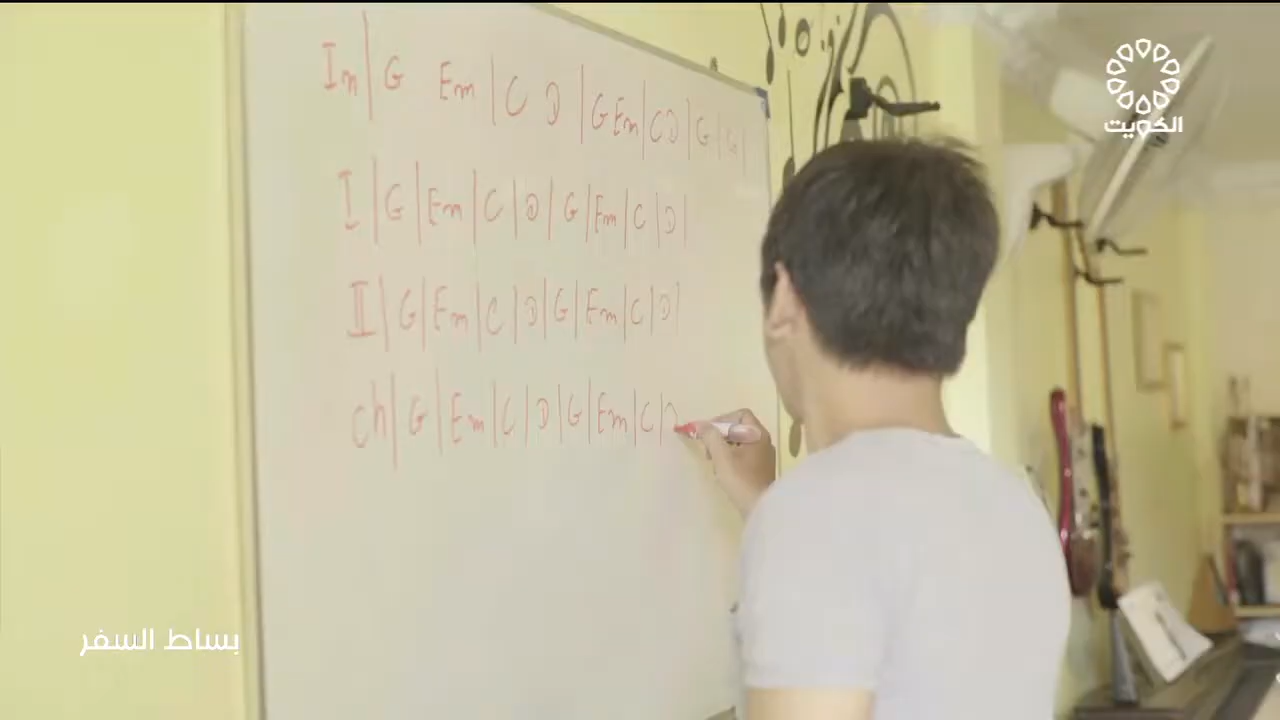 In | G Em | C D | G Em | C D | G | G |
الكويت
I | G | Em | C | D | G | Em | C | D |
II | G | Em | C | D | G | Em | C | D |
Ch | G | Em | C | D | G | Em | C | D
بساط السفر